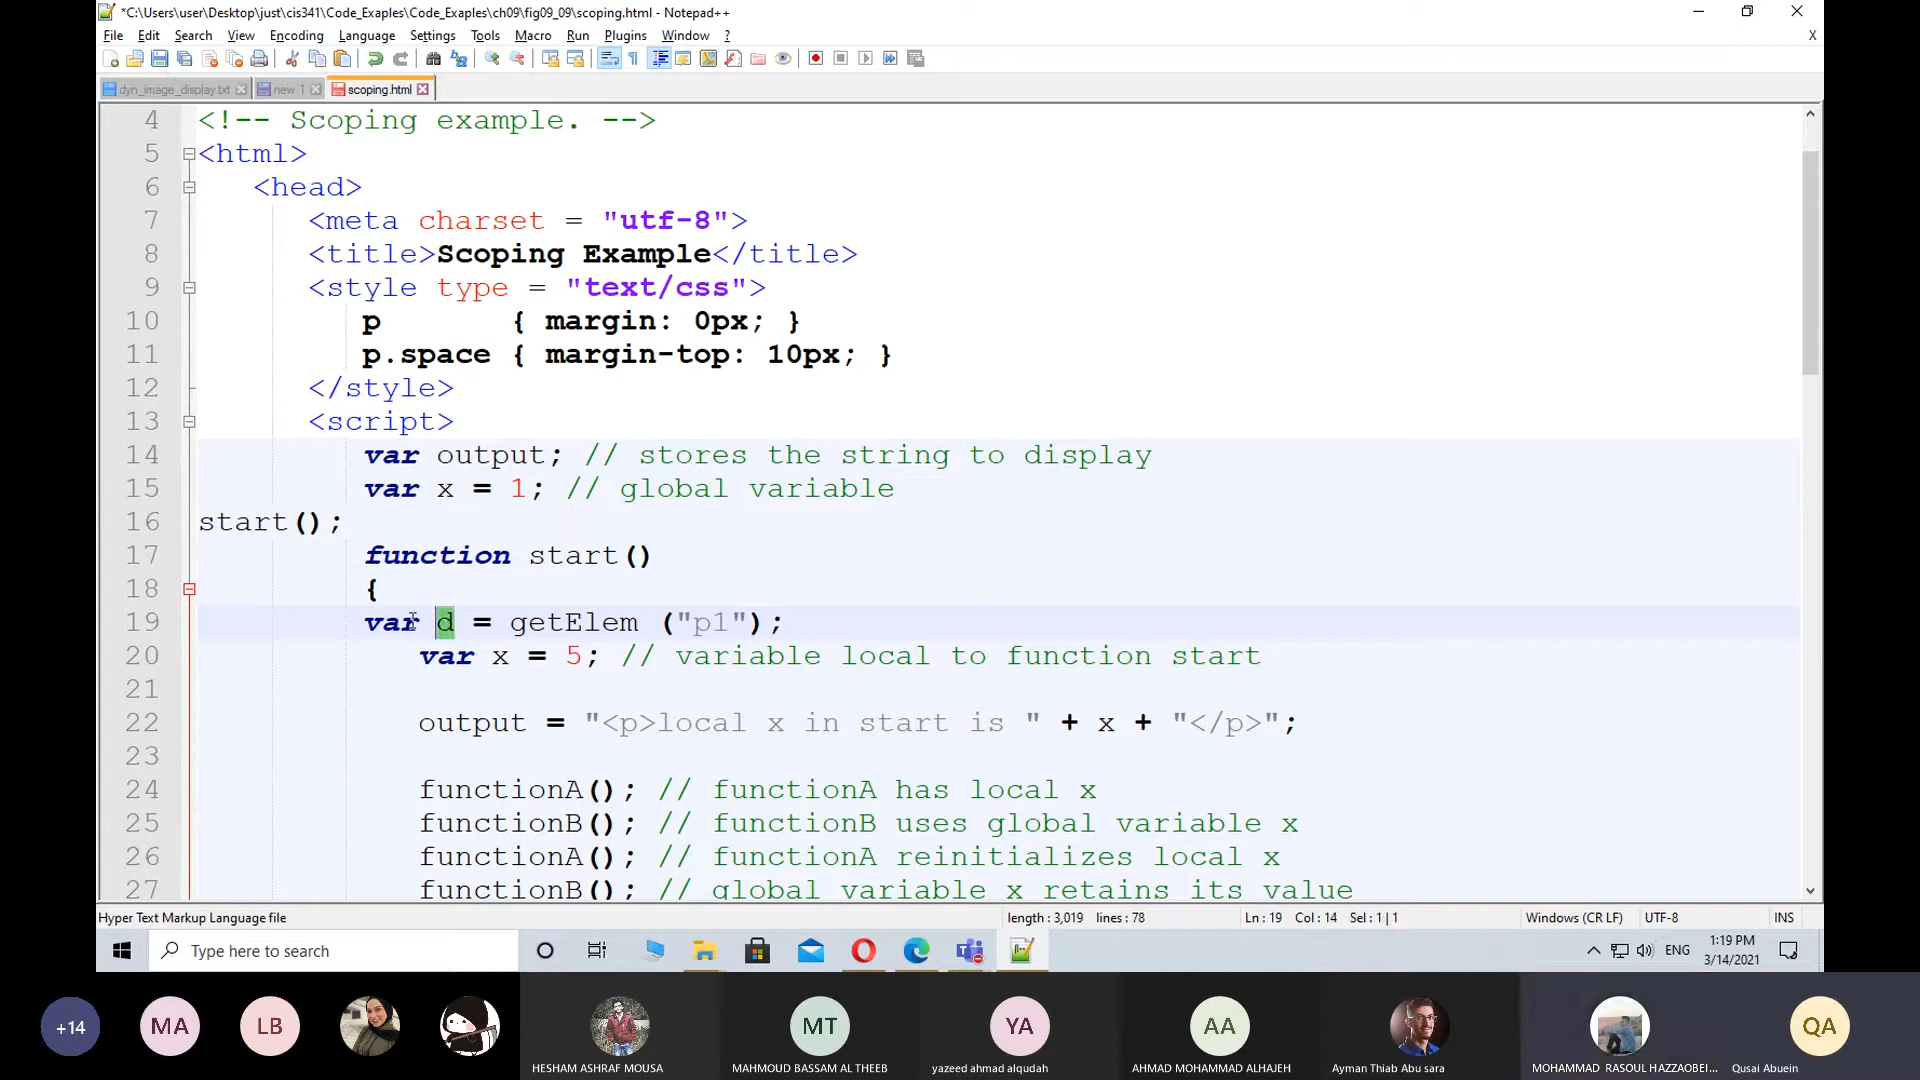 *C:\Users\user\Desktop\just\cis341\Code_Exaples\Code_Exaples\ch09\fig09_09\scoping.html - Notepad++
File Edit Search View Encoding Language Settings Tools Macro Run Plugins Window ? X
dyn_image_display.txt new 1 scoping.html
4 <!-- Scoping example. -->
5 <html>
6 <head>
7 <meta charset = "utf-8">
8 <title>Scoping Example</title>
9 <style type = "text/css">
10 p { margin: 0px; }
11 p.space { margin-top: 10px; }
12 </style>
13 <script>
14 var output; // stores the string to display
15 var x = 1; // global variable
16 start();
17 function start()
18 {
19 var d = getElem ("p1");
20 var x = 5; // variable local to function start
21
22 output = "<p>local x in start is " + x + "</p>";
23
24 functionA(); // functionA has local x
25 functionB(); // functionB uses global variable x
26 functionA(); // functionA reinitializes local x
27 functionB(); // global variable x retains its value
Hyper Text Markup Language file length : 3,019 lines : 78 Ln : 19 Col : 14 Sel : 1 | 1 Windows (CR LF) UTF-8 INS
Type here to search ENG 1:19 PM
3/14/2021
+14 MA LB MT YA AA QA
HESHAM ASHRAF MOUSA MAHMOUD BASSAM AL THEEB yazeed ahmad alqudah AHMAD MOHAMMAD ALHAJEH Ayman Thiab Abu sara MOHAMMAD RASOUL HAZZAOBEI... Qusai Abuein